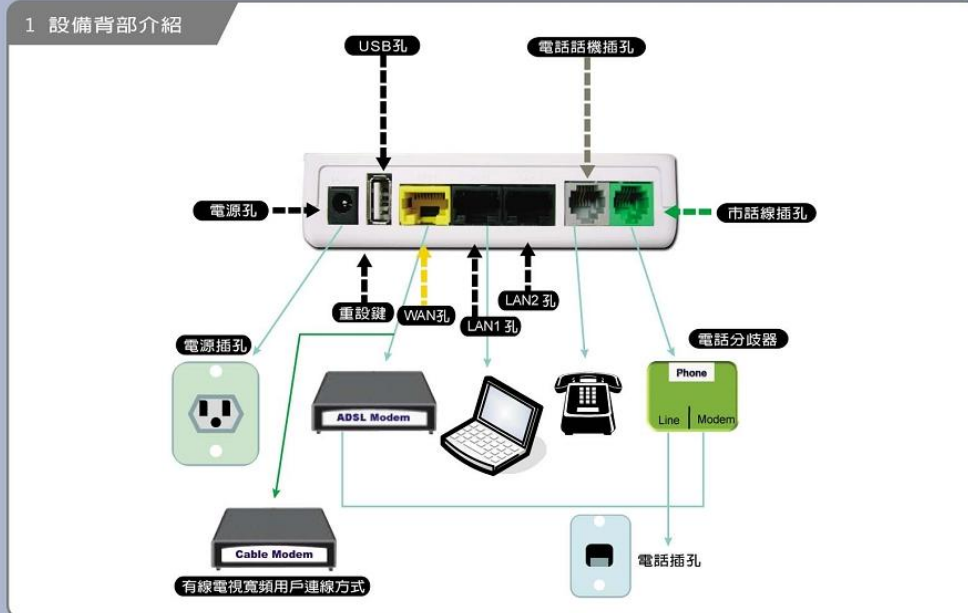 1 設備背部介紹
USB孔
電話話機插孔
電源孔
市話線插孔
重設鍵
WAN孔
LAN1 孔
LAN2 孔
電源插孔
電話分歧器
Phone
Line
Modem
ADSL Modem
Cable Modem
有線電視寬頻用戶連線方式
電話插孔